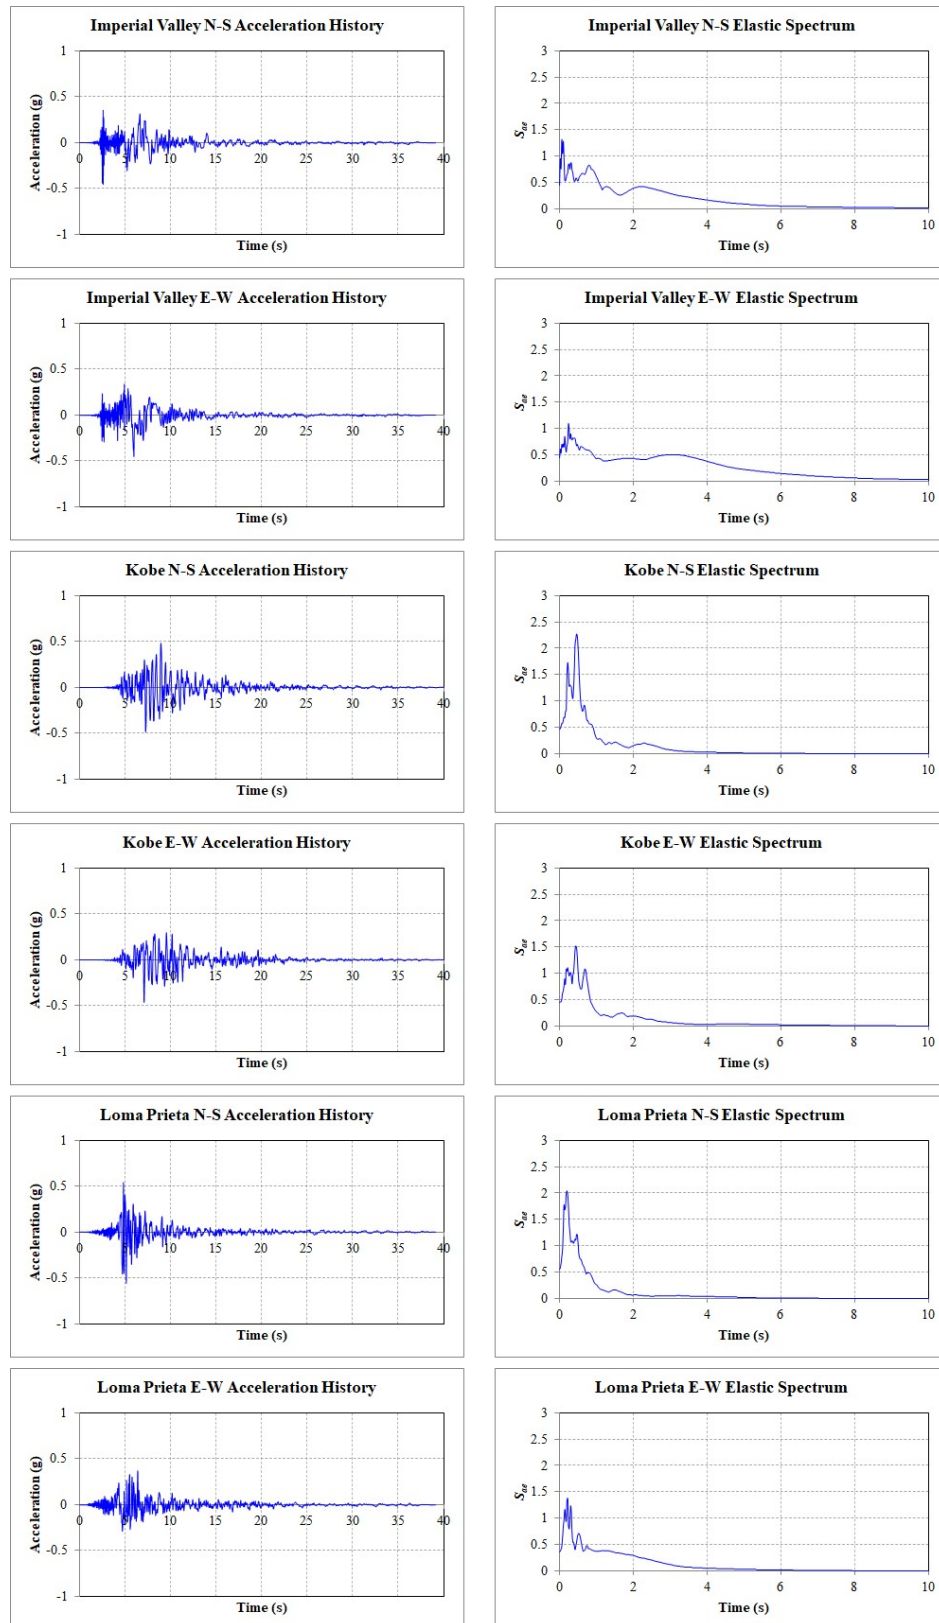 Imperial Valley N-S Acceleration History
1
0.5
0
-0.5
-1
0 5 10 15 20 25 30 35 40
Acceleration (g)
Time (s)
Imperial Valley N-S Elastic Spectrum
3
2.5
2
1.5
1
0.5
0
0 2 4 6 8 10
Sae
Time (s)
Imperial Valley E-W Acceleration History
1
0.5
0
-0.5
-1
0 5 10 15 20 25 30 35 40
Acceleration (g)
Time (s)
Imperial Valley E-W Elastic Spectrum
3
2.5
2
1.5
1
0.5
0
0 2 4 6 8 10
Sae
Time (s)
Kobe N-S Acceleration History
1
0.5
0
-0.5
-1
0 5 10 15 20 25 30 35 40
Acceleration (g)
Time (s)
Kobe N-S Elastic Spectrum
3
2.5
2
1.5
1
0.5
0
0 2 4 6 8 10
Sae
Time (s)
Kobe E-W Acceleration History
1
0.5
0
-0.5
-1
0 5 10 15 20 25 30 35 40
Acceleration (g)
Time (s)
Kobe E-W Elastic Spectrum
3
2.5
2
1.5
1
0.5
0
0 2 4 6 8 10
Sae
Time (s)
Loma Prieta N-S Acceleration History
1
0.5
0
-0.5
-1
0 5 10 15 20 25 30 35 40
Acceleration (g)
Time (s)
Loma Prieta N-S Elastic Spectrum
3
2.5
2
1.5
1
0.5
0
0 2 4 6 8 10
Sae
Time (s)
Loma Prieta E-W Acceleration History
1
0.5
0
-0.5
-1
0 5 10 15 20 25 30 35 40
Acceleration (g)
Time (s)
Loma Prieta E-W Elastic Spectrum
3
2.5
2
1.5
1
0.5
0
0 2 4 6 8 10
Sae
Time (s)